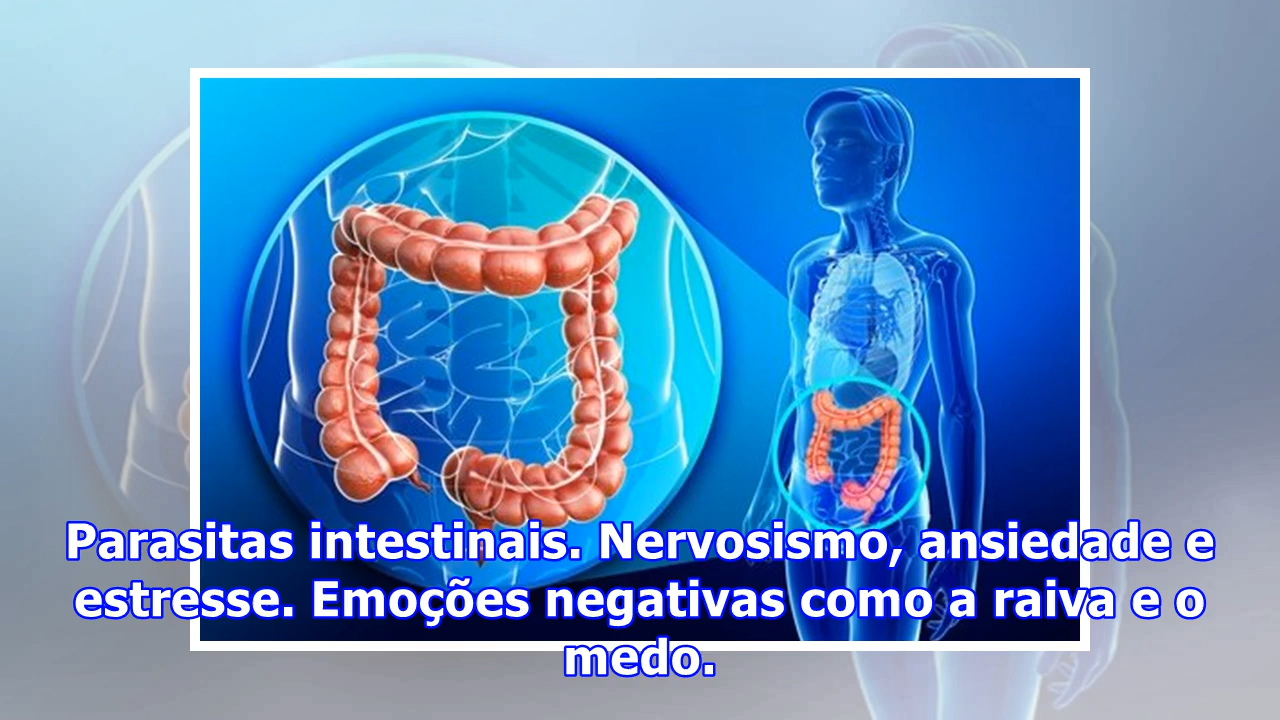 Parasitas intestinais. Nervosismo, ansiedade e
estresse. Emoções negativas como a raiva e o
medo.